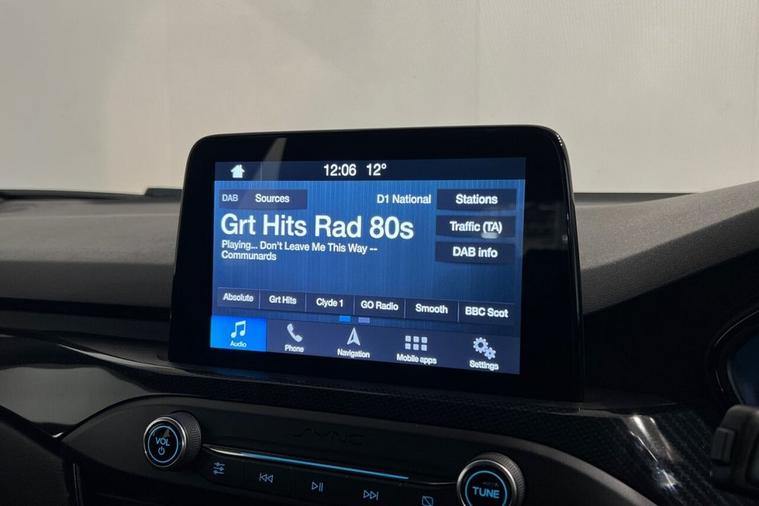 12:06 12°
DAB Sources D1 National Stations
Grt Hits Rad 80s
Traffic (TA)
Playing... Don't Leave Me This Way --
Communards
DAB info
Absolute Grt Hits Clyde 1 GO Radio Smooth BBC Scot
Audio Phone Navigation Mobile apps Settings
SYNC
VOL
TUNE